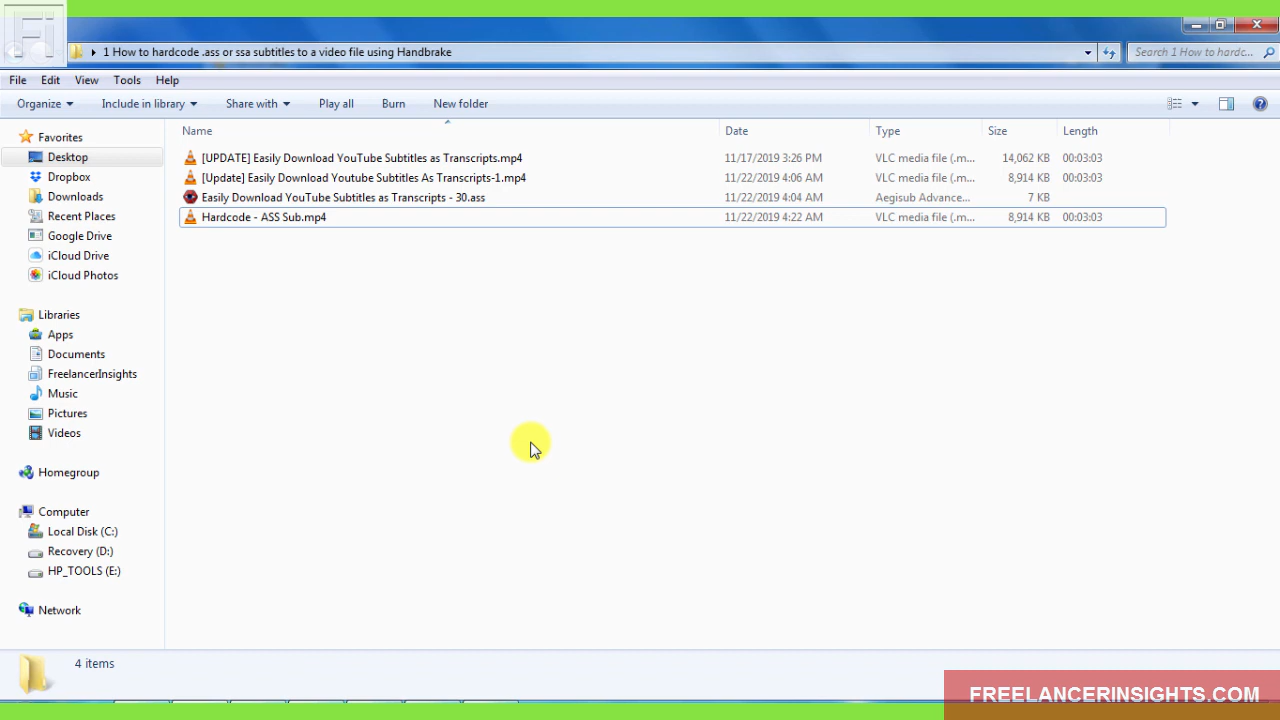 1 How to hardcode .ass or ssa subtitles to a video file using Handbrake
Search 1 How to hardc...
File Edit View Tools Help
Organize Include in library Share with Play all Burn New folder
Name Date Type Size Length
[UPDATE] Easily Download YouTube Subtitles as Transcripts.mp4 11/17/2019 3:26 PM VLC media file (.m... 14,062 KB 00:03:03
[Update] Easily Download Youtube Subtitles As Transcripts-1.mp4 11/22/2019 4:06 AM VLC media file (.m... 8,914 KB 00:03:03
Easily Download YouTube Subtitles as Transcripts - 30.ass 11/22/2019 4:04 AM Aegisub Advance... 7 KB
Hardcode - ASS Sub.mp4 11/22/2019 4:22 AM VLC media file (.m... 8,914 KB 00:03:03
Favorites
Desktop
Dropbox
Downloads
Recent Places
Google Drive
iCloud Drive
iCloud Photos
Libraries
Apps
Documents
FreelancerInsights
Music
Pictures
Videos
Homegroup
Computer
Local Disk (C:)
Recovery (D:)
HP_TOOLS (E:)
Network
4 items
FREELANCERINSIGHTS.COM